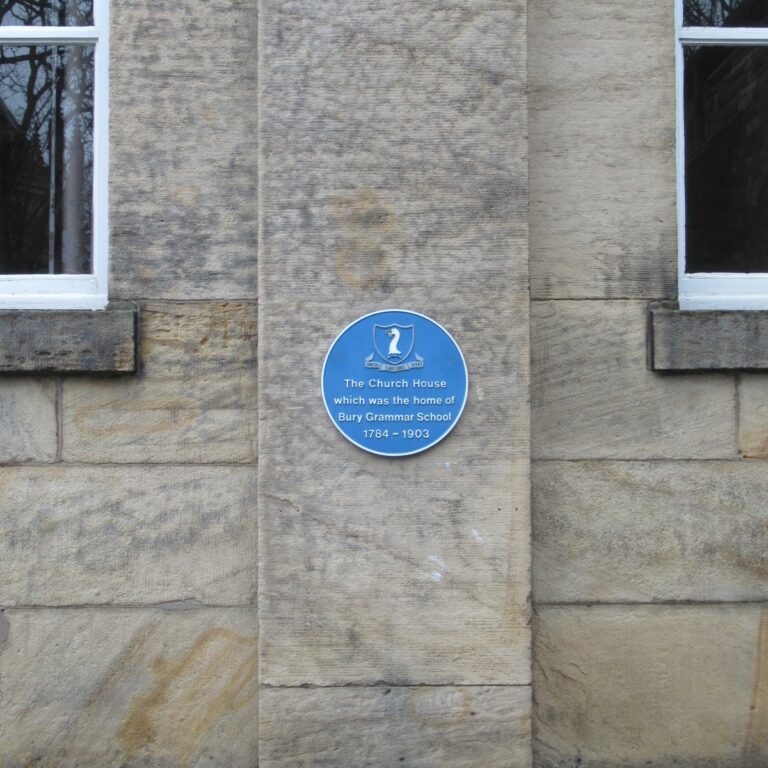 The Church House
which was the home of
Bury Grammar School
1784 - 1903